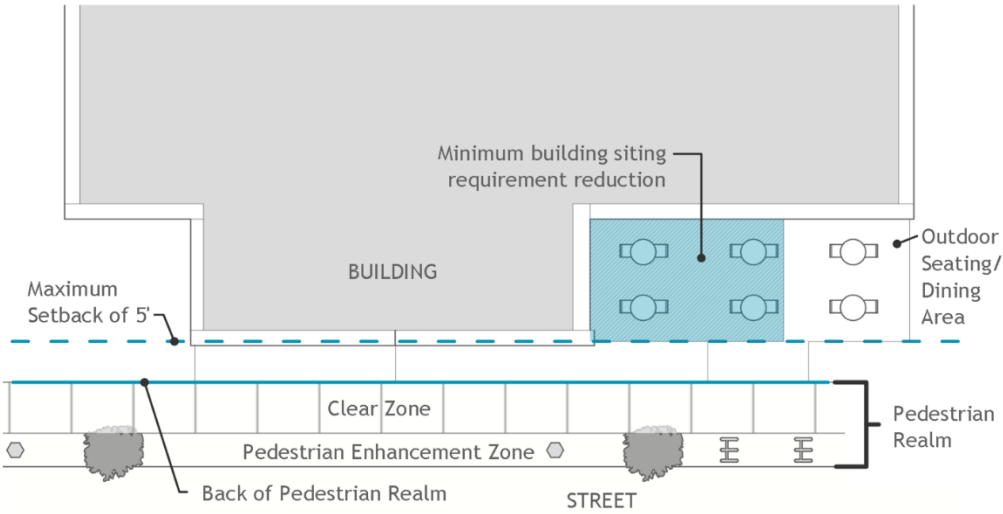 Minimum building siting
requirement reduction
BUILDING
Outdoor
Seating/
Dining
Area
Maximum
Setback of 5'
Clear Zone
Pedestrian
Realm
Pedestrian Enhancement Zone
Back of Pedestrian Realm
STREET